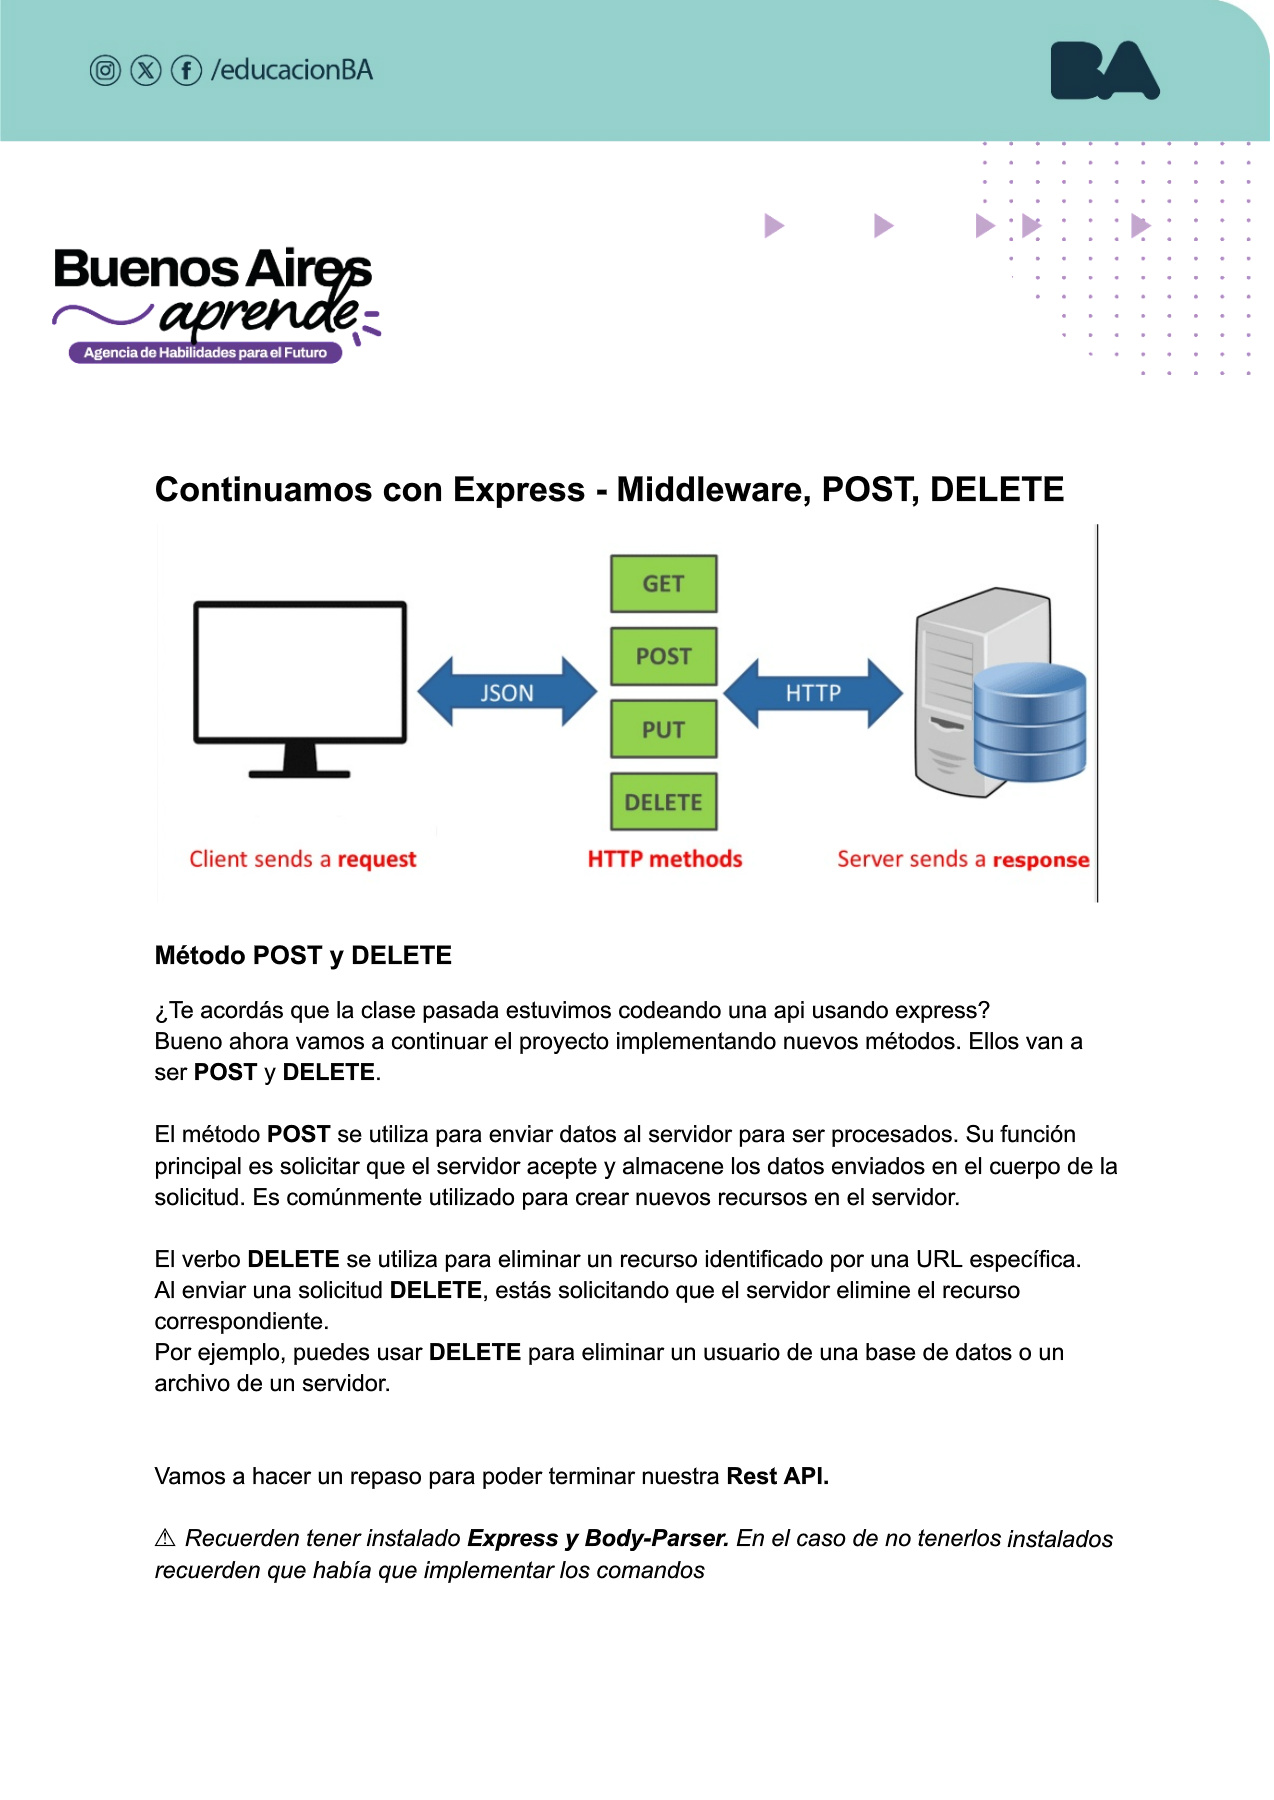 /educacionBA
BA
Buenos Aires
aprende
Agencia de Habilidades para el Futuro
Continuamos con Express - Middleware, POST, DELETE
GET
POST
JSON
HTTP
PUT
DELETE
Client sends a request
HTTP methods
Server sends a response
Método POST y DELETE
¿Te acordás que la clase pasada estuvimos codeando una api usando express?
Bueno ahora vamos a continuar el proyecto implementando nuevos métodos. Ellos van a
ser POST y DELETE.
El método POST se utiliza para enviar datos al servidor para ser procesados. Su función
principal es solicitar que el servidor acepte y almacene los datos enviados en el cuerpo de la
solicitud. Es comúnmente utilizado para crear nuevos recursos en el servidor.
El verbo DELETE se utiliza para eliminar un recurso identificado por una URL específica.
Al enviar una solicitud DELETE, estás solicitando que el servidor elimine el recurso
correspondiente.
Por ejemplo, puedes usar DELETE para eliminar un usuario de una base de datos o un
archivo de un servidor.
Vamos a hacer un repaso para poder terminar nuestra Rest API.
⚠ Recuerden tener instalado Express y Body-Parser. En el caso de no tenerlos instalados
recuerden que había que implementar los comandos